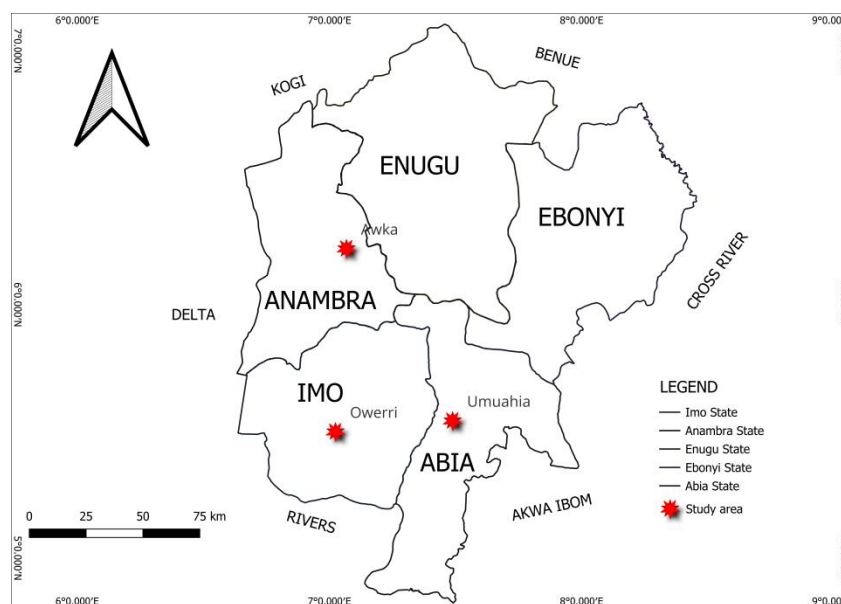 6°0.000'E 7°0.000'E 8°0.000'E 9°0.00
7°0.000'N
BENUE
KOGI
ENUGU
EBONYI
Awka
CROSS RIVER
6°0.000'N
ANAMBRA
DELTA
IMO
Owerri
Umuahia
ABIA
LEGEND
Imo State
Anambra State
Enugu State
Ebonyi State
Abia State
Study area
0 25 50 75 km
RIVERS
AKWA IBOM
5°0.000'N
6°0.000'E 7°0.000'E 8°0.000'E 9°0.00